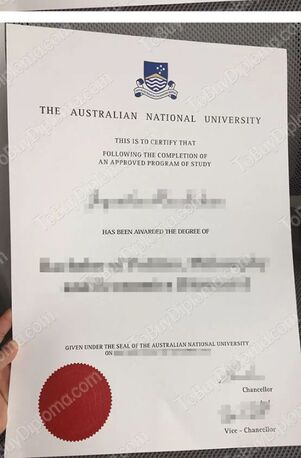 THE AUSTRALIAN NATIONAL UNIVERSITY
THIS IS TO CERTIFY THAT
FOLLOWING THE COMPLETION OF
AN APPROVED PROGRAM OF STUDY
HAS BEEN AWARDED THE DEGREE OF
GIVEN UNDER THE SEAL OF THE AUSTRALIAN NATIONAL UNIVERSITY
ON
Chancellor
and
Vice - Chancellor
ToBuyDiploma.com